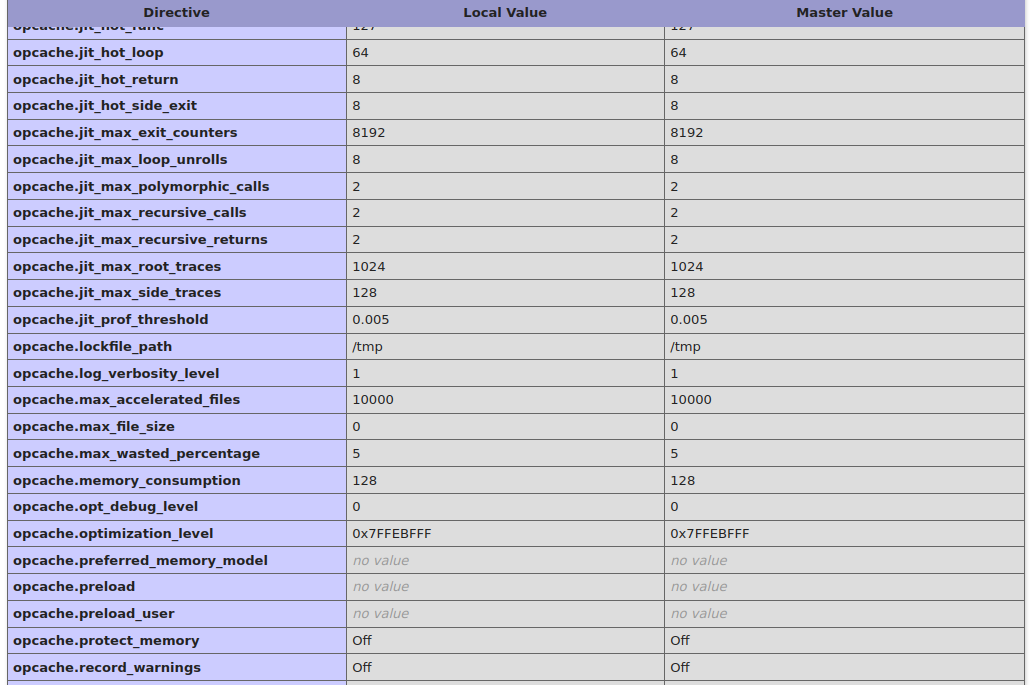 Directive Local Value Master Value
opcache.jit_hot_func 127 127
opcache.jit_hot_loop 64 64
opcache.jit_hot_return 8 8
opcache.jit_hot_side_exit 8 8
opcache.jit_max_exit_counters 8192 8192
opcache.jit_max_loop_unrolls 8 8
opcache.jit_max_polymorphic_calls 2 2
opcache.jit_max_recursive_calls 2 2
opcache.jit_max_recursive_returns 2 2
opcache.jit_max_root_traces 1024 1024
opcache.jit_max_side_traces 128 128
opcache.jit_prof_threshold 0.005 0.005
opcache.lockfile_path /tmp /tmp
opcache.log_verbosity_level 1 1
opcache.max_accelerated_files 10000 10000
opcache.max_file_size 0 0
opcache.max_wasted_percentage 5 5
opcache.memory_consumption 128 128
opcache.opt_debug_level 0 0
opcache.optimization_level 0x7FFEBFFF 0x7FFEBFFF
opcache.preferred_memory_model no value no value
opcache.preload no value no value
opcache.preload_user no value no value
opcache.protect_memory Off Off
opcache.record_warnings Off Off